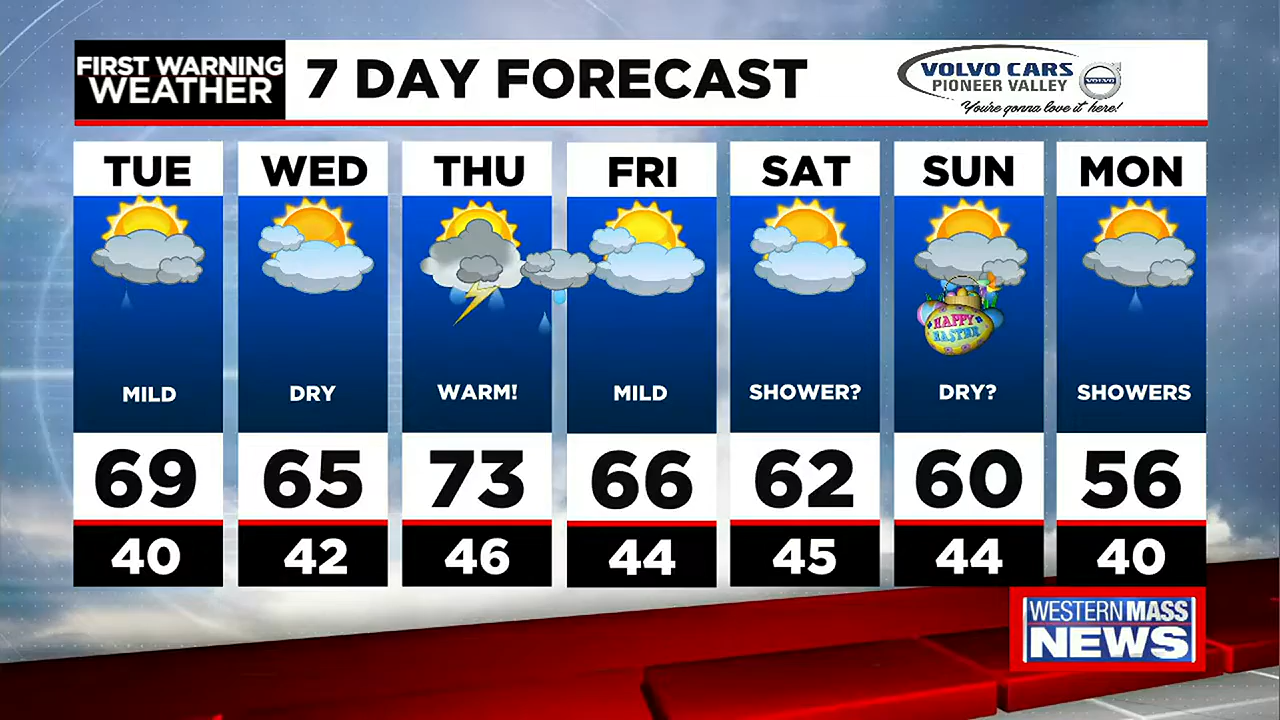 FIRST WARNING
WEATHER
7 DAY FORECAST
VOLVO CARS
PIONEER VALLEY
You're gonna love it here!
VOLVO
TUE
WED
THU
FRI
SAT
SUN
MON
HAPPY
EASTER
MILD
DRY
WARM!
MILD
SHOWER?
DRY?
SHOWERS
69
65
73
66
62
60
56
40
42
46
44
45
44
40
WESTERN MASS
NEWS